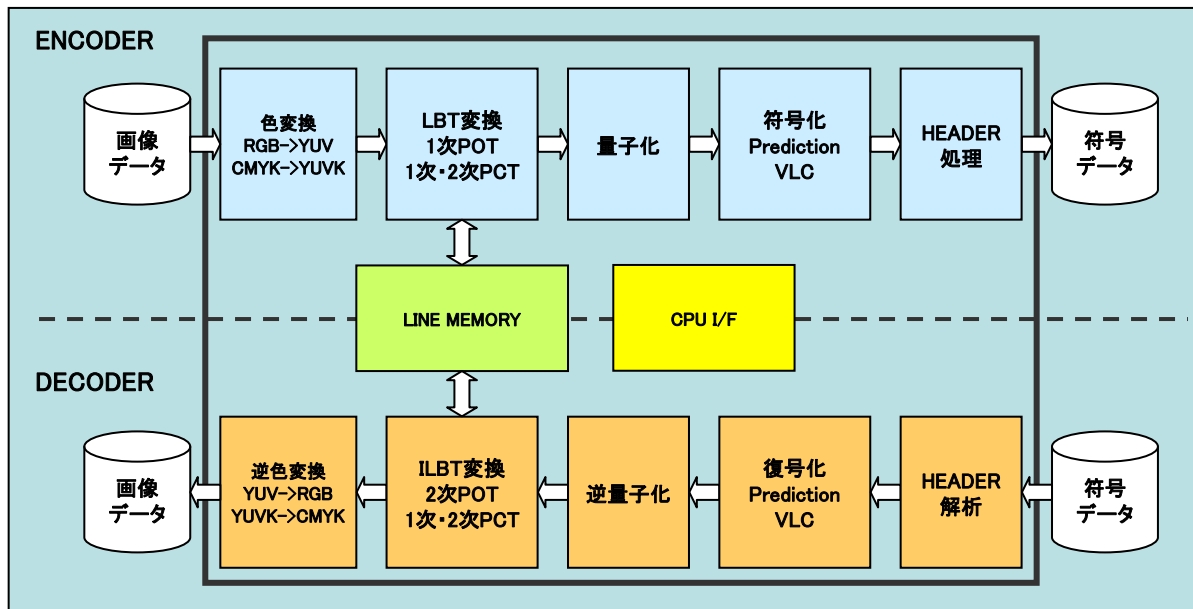 ENCODER
画像
データ
色変換
RGB->YUV
CMYK->YUVK
LBT変換
1次POT
1次・2次PCT
量子化
符号化
Prediction
VLC
HEADER
処理
符号
データ
LINE MEMORY
CPU I/F
DECODER
画像
データ
逆色変換
YUV->RGB
YUVK->CMYK
ILBT変換
2次POT
1次・2次PCT
逆量子化
復号化
Prediction
VLC
HEADER
解析
符号
データ